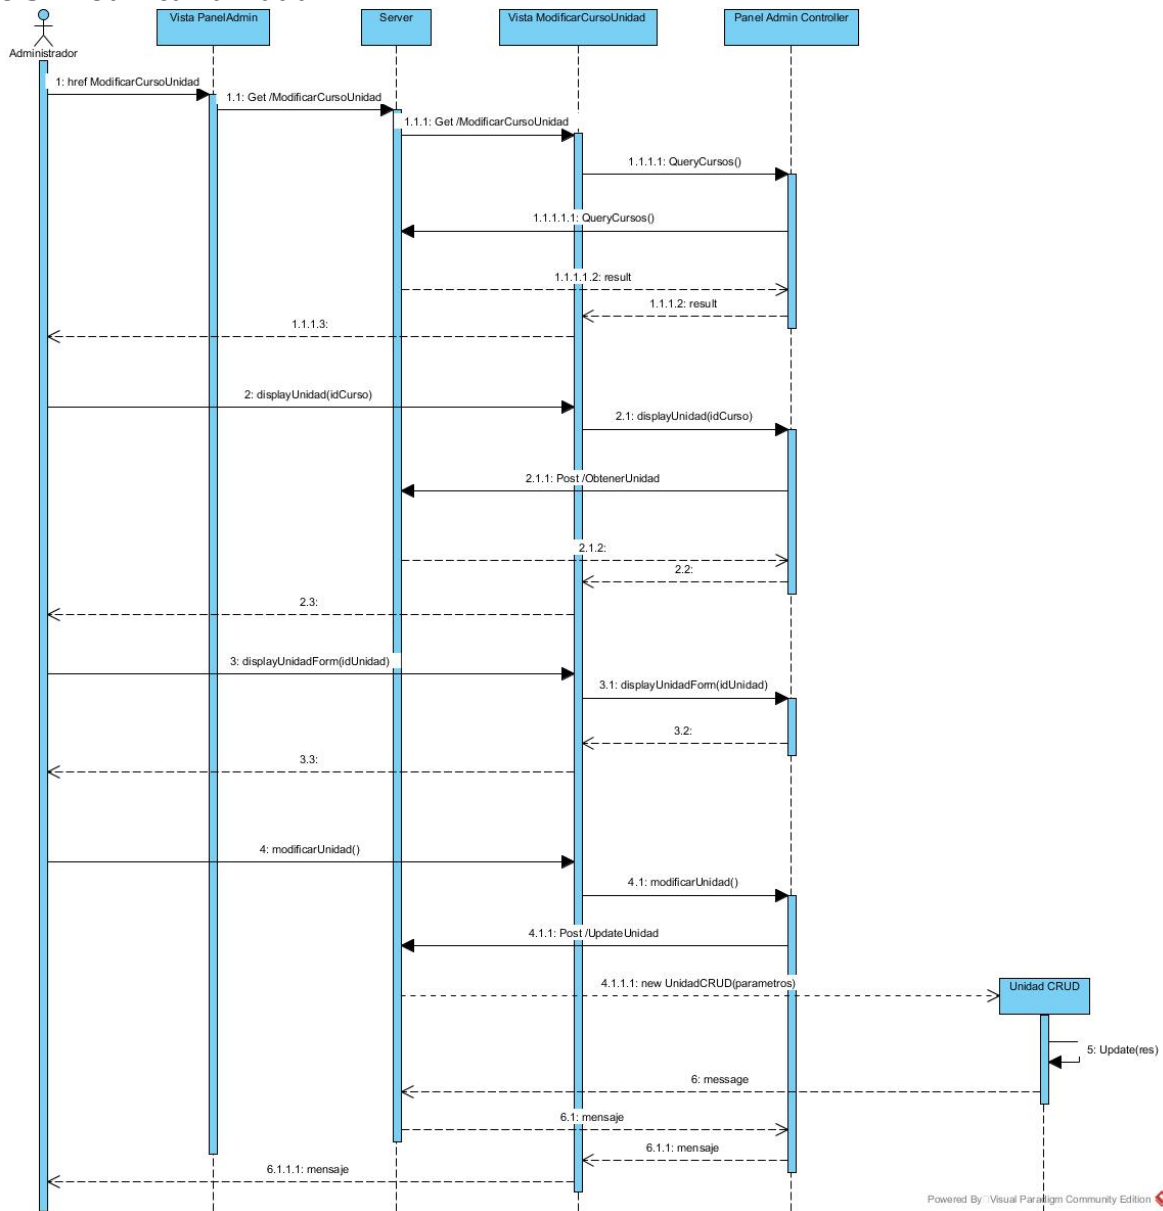 Vista PanelAdmin
Server
Vista ModificarCursoUnidad
Panel Admin Controller
Administrador
1: href ModificarCursoUnidad
1.1: Get /ModificarCursoUnidad
1.1.1: Get /ModificarCursoUnidad
1.1.1.1: QueryCursos()
1.1.1.1.1: QueryCursos()
1.1.1.1.2: result
1.1.1.2: result
1.1.1.3:
2: displayUnidad(idCurso)
2.1: displayUnidad(idCurso)
2.1.1: Post /ObtenerUnidad
2.1.2:
2.2:
2.3:
3: displayUnidadForm(idUnidad)
3.1: displayUnidadForm(idUnidad)
3.2:
3.3:
4: modificarUnidad()
4.1: modificarUnidad()
4.1.1: Post /UpdateUnidad
4.1.1.1: new UnidadCRUD(parametros)
Unidad CRUD
5: Update(res)
6: message
6.1: mensaje
6.1.1: mensaje
6.1.1.1: mensaje
Powered By Visual Paradigm Community Edition